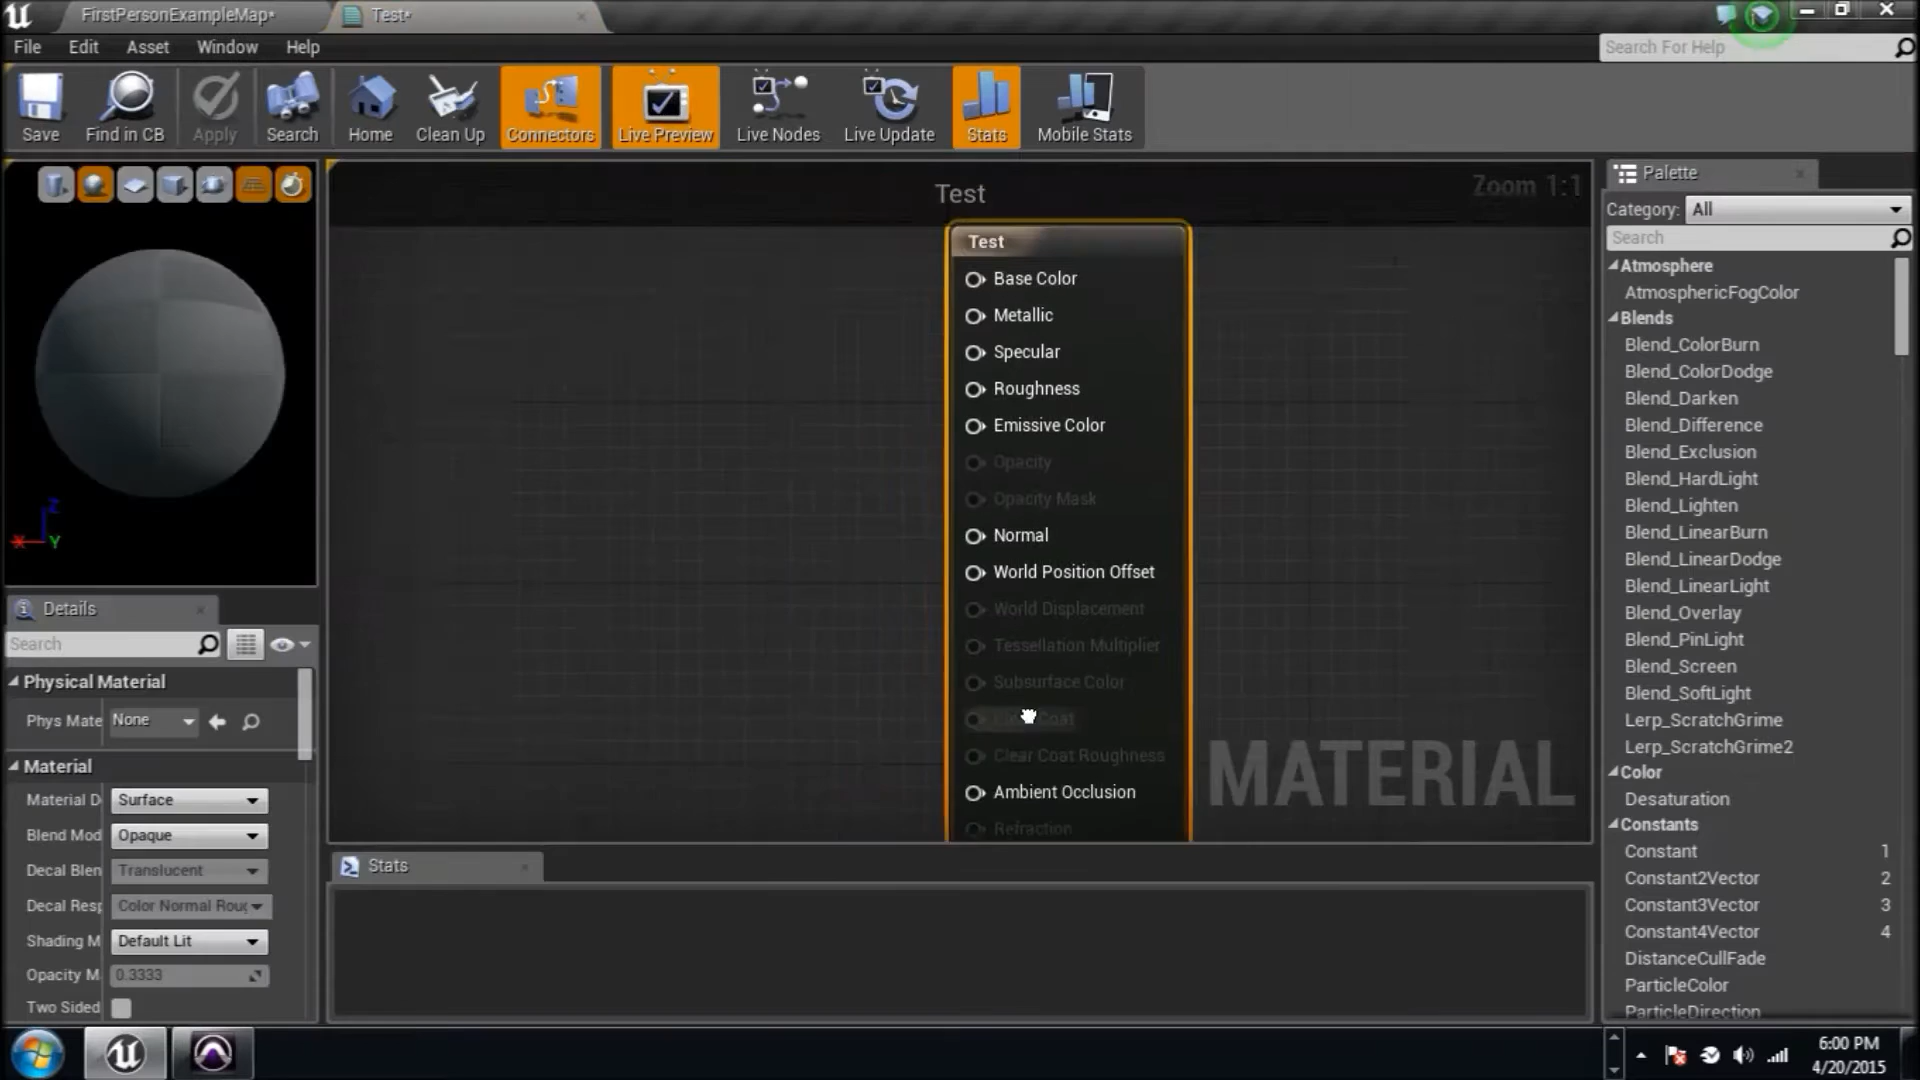 FirstPersonExampleMap*
Test*
File
Edit
Asset
Window
Help
Search For Help
Save
Find in CB
Apply
Search
Home
Clean Up
Connectors
Live Preview
Live Nodes
Live Update
Stats
Mobile Stats
Test
Zoom 1:1
Test
Base Color
Metallic
Specular
Roughness
Emissive Color
Opacity
Opacity Mask
Normal
World Position Offset
World Displacement
Tessellation Multiplier
Subsurface Color
Coat
Clear Coat Roughness
Ambient Occlusion
Refraction
MATERIAL
Z
X
Y
Details
Search
Physical Material
Phys Mate
None
Material
Material D
Surface
Blend Mod
Opaque
Decal Blen
Translucent
Decal Resp
Color Normal Roug
Shading M
Default Lit
Opacity M
0.3333
Two Sided
Stats
Palette
Category:
All
Search
Atmosphere
AtmosphericFogColor
Blends
Blend_ColorBurn
Blend_ColorDodge
Blend_Darken
Blend_Difference
Blend_Exclusion
Blend_HardLight
Blend_Lighten
Blend_LinearBurn
Blend_LinearDodge
Blend_LinearLight
Blend_Overlay
Blend_PinLight
Blend_Screen
Blend_SoftLight
Lerp_ScratchGrime
Lerp_ScratchGrime2
Color
Desaturation
Constants
Constant 1
Constant2Vector 2
Constant3Vector 3
Constant4Vector 4
DistanceCullFade
ParticleColor
ParticleDirection
6:00 PM
4/20/2015